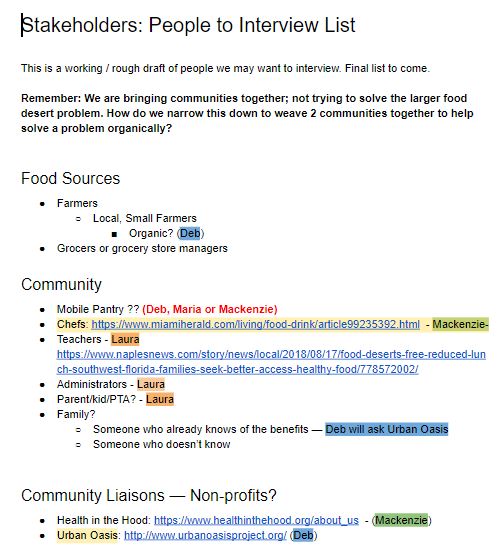 Stakeholders: People to Interview List
This is a working / rough draft of people we may want to interview. Final list to come.
Remember: We are bringing communities together; not trying to solve the larger food
desert problem. How do we narrow this down to weave 2 communities together to help
solve a problem organically?
Food Sources
● Farmers
○ Local, Small Farmers
■ Organic? (Deb)
● Grocers or grocery store managers
Community
● Mobile Pantry ?? (Deb, Maria or Mackenzie)
● Chefs: https://www.miamiherald.com/living/food-drink/article99235392.html - Mackenzie-
● Teachers - Laura
https://www.naplesnews.com/story/news/local/2018/08/17/food-deserts-free-reduced-lun
ch-southwest-florida-families-seek-better-access-healthy-food/778572002/
● Administrators - Laura
● Parent/kid/PTA? - Laura
● Family?
○ Someone who already knows of the benefits — Deb will ask Urban Oasis
○ Someone who doesn’t know
Community Liaisons — Non-profits?
● Health in the Hood: https://www.healthinthehood.org/about_us - (Mackenzie)
● Urban Oasis: http://www.urbanoasisproject.org/ (Deb)